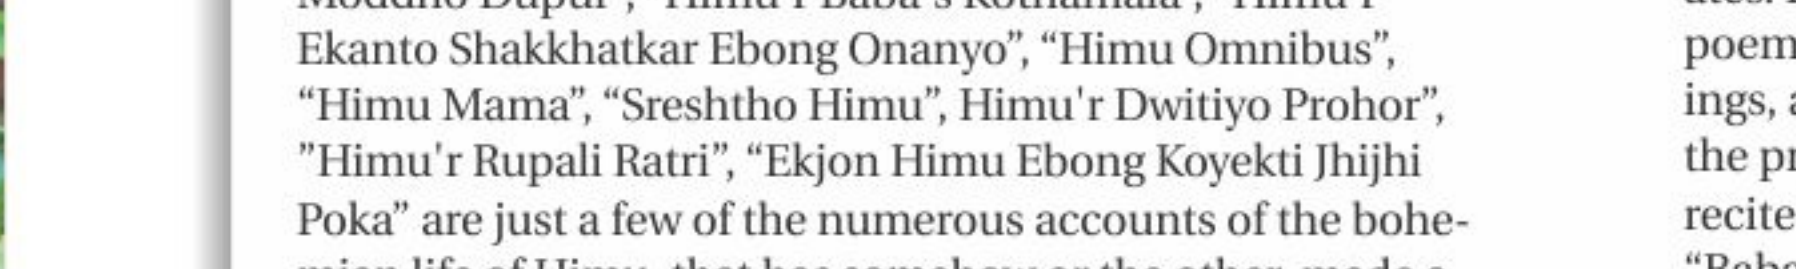 Ekanto Shakkhatkar Ebong Onanyo”, “Himu Omnibus”,
“Himu Mama”, “Sreshtho Himu”, Himu'r Dwitiyo Prohor”,
”Himu'r Rupali Ratri”, “Ekjon Himu Ebong Koyekti Jhijhi
Poka” are just a few of the numerous accounts of the bohe-
poem
ings, a
the pr
recite